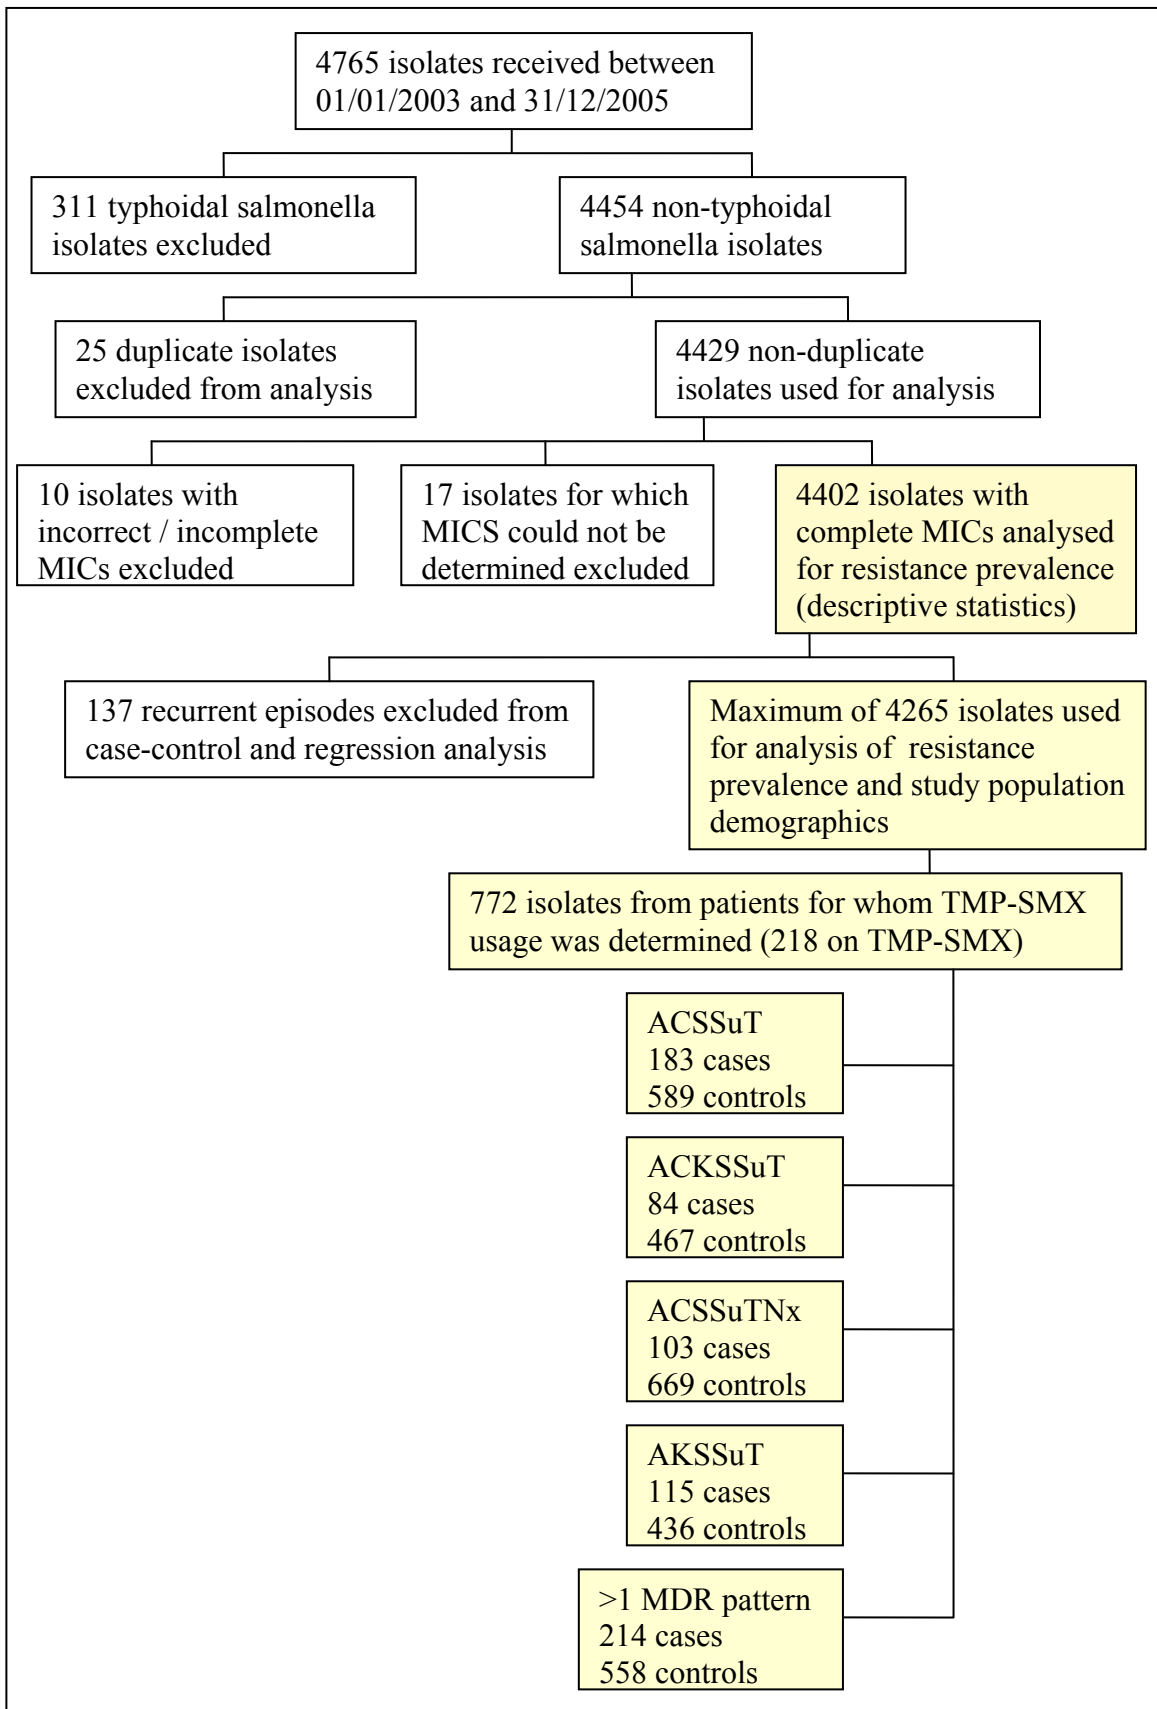 4765 isolates received between
01/01/2003 and 31/12/2005
311 typhoidal salmonella
isolates excluded
4454 non-typhoidal
salmonella isolates
25 duplicate isolates
excluded from analysis
4429 non-duplicate
isolates used for analysis
10 isolates with
incorrect / incomplete
MICs excluded
17 isolates for which
MICS could not be
determined excluded
4402 isolates with
complete MICs analysed
for resistance prevalence
(descriptive statistics)
137 recurrent episodes excluded from
case-control and regression analysis
Maximum of 4265 isolates used
for analysis of resistance
prevalence and study population
demographics
772 isolates from patients for whom TMP-SMX
usage was determined (218 on TMP-SMX)
ACSSuT
183 cases
589 controls
ACKSSuT
84 cases
467 controls
ACSSuTNx
103 cases
669 controls
AKSSuT
115 cases
436 controls
>1 MDR pattern
214 cases
558 controls